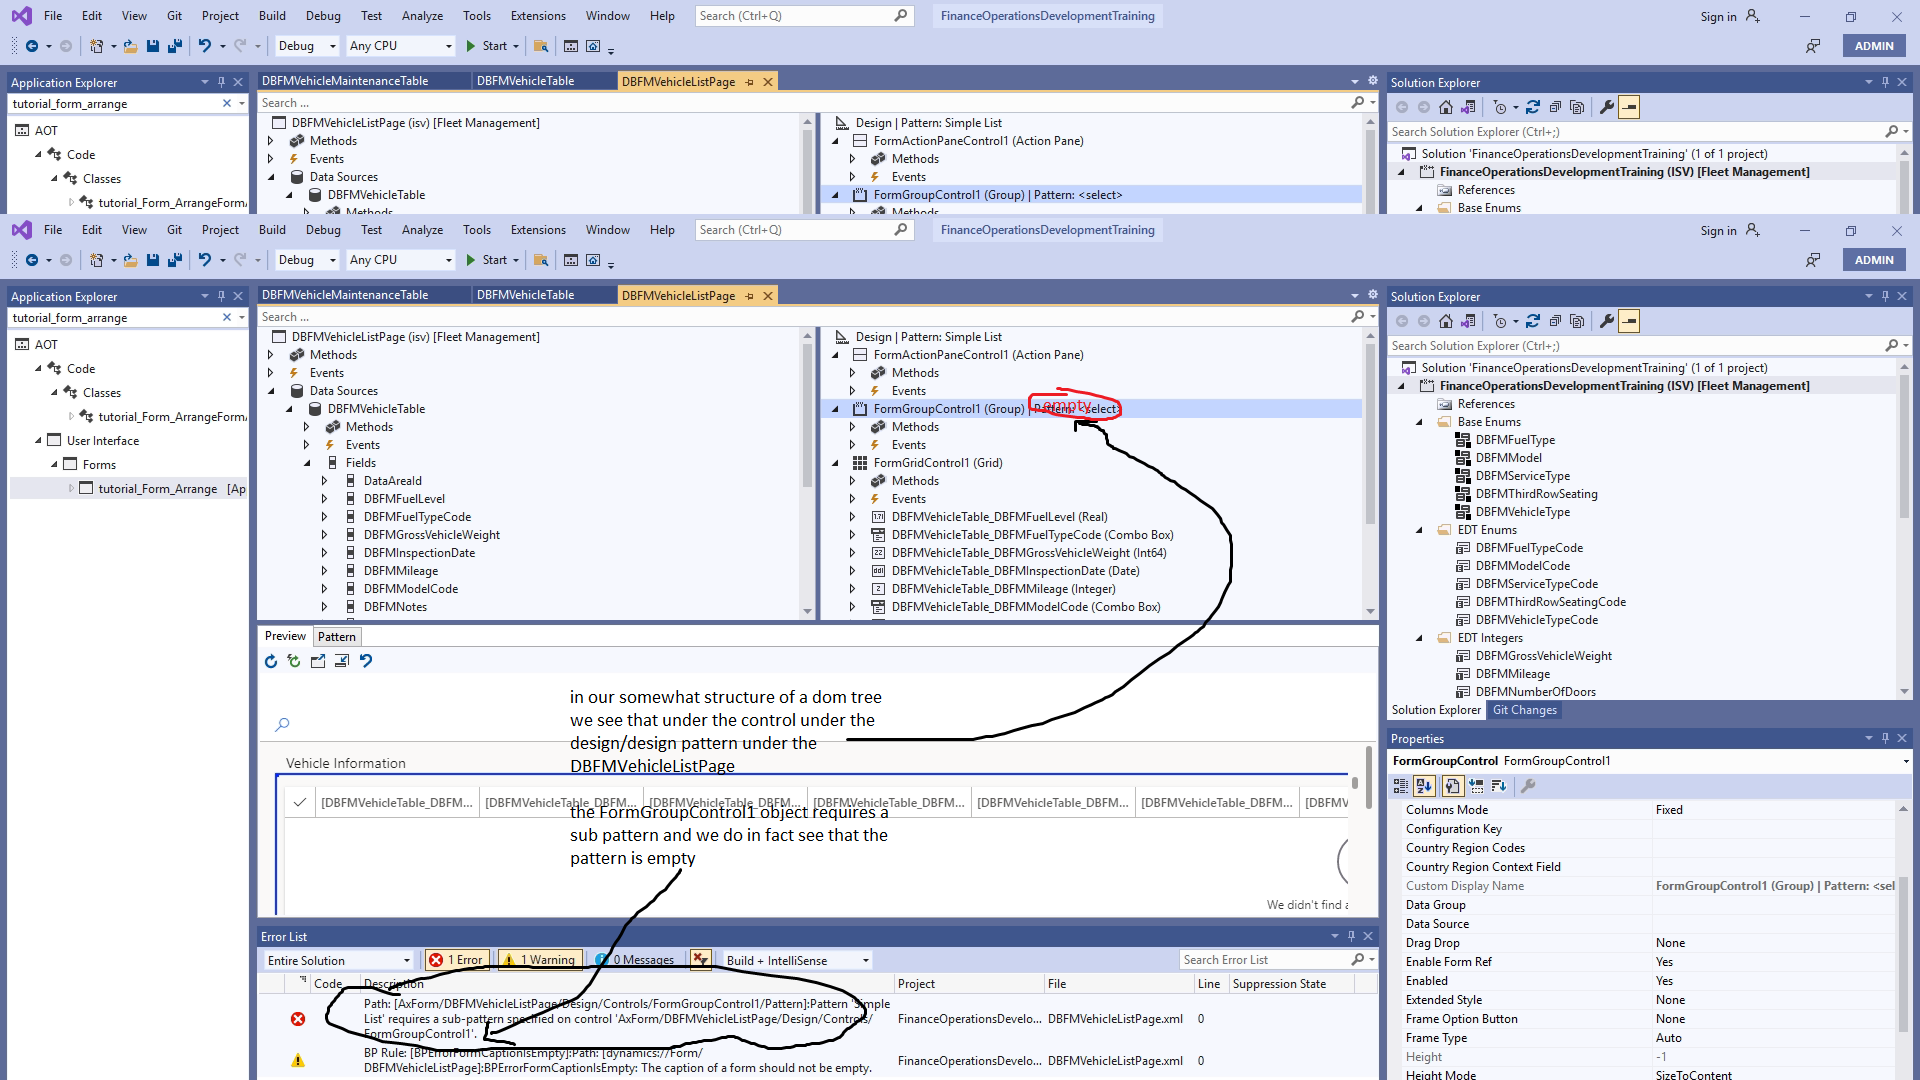 File Edit View Git Project Build Debug Test Analyze Tools Extensions Window Help Search (Ctrl+Q) FinanceOperationsDevelopmentTraining Sign in
Debug Any CPU Start ADMIN
Application Explorer
tutorial_form_arrange
AOT
Code
Classes
tutorial_Form_ArrangeForm
DBFMVehicleMaintenanceTable DBFMVehicleTable DBFMVehicleListPage
Search ...
DBFMVehicleListPage (isv) [Fleet Management]
Methods
Events
Data Sources
DBFMVehicleTable
Methods
Design | Pattern: Simple List
FormActionPaneControl1 (Action Pane)
Methods
Events
FormGroupControl1 (Group) | Pattern: <select>
Methods
Solution Explorer
Search Solution Explorer (Ctrl+;)
Solution 'FinanceOperationsDevelopmentTraining' (1 of 1 project)
FinanceOperationsDevelopmentTraining (ISV) [Fleet Management]
References
Base Enums
File Edit View Git Project Build Debug Test Analyze Tools Extensions Window Help Search (Ctrl+Q) FinanceOperationsDevelopmentTraining Sign in
Debug Any CPU Start ADMIN
Application Explorer
tutorial_form_arrange
AOT
Code
Classes
tutorial_Form_ArrangeForm
User Interface
Forms
tutorial_Form_Arrange [Ap
DBFMVehicleMaintenanceTable DBFMVehicleTable DBFMVehicleListPage
Search ...
DBFMVehicleListPage (isv) [Fleet Management]
Methods
Events
Data Sources
DBFMVehicleTable
Methods
Events
Fields
DataAreaId
DBFMFuelLevel
DBFMFuelTypeCode
DBFMGrossVehicleWeight
DBFMInspectionDate
DBFMMileage
DBFMModelCode
DBFMNotes
Design | Pattern: Simple List
FormActionPaneControl1 (Action Pane)
Methods
Events
FormGroupControl1 (Group) | Pattern: <select>
empty
Methods
Events
FormGridControl1 (Grid)
Methods
Events
DBFMVehicleTable_DBFMFuelLevel (Real)
DBFMVehicleTable_DBFMFuelTypeCode (Combo Box)
DBFMVehicleTable_DBFMGrossVehicleWeight (Int64)
DBFMVehicleTable_DBFMInspectionDate (Date)
DBFMVehicleTable_DBFMMileage (Integer)
DBFMVehicleTable_DBFMModelCode (Combo Box)
Preview Pattern
in our somewhat structure of a dom tree
we see that under the control under the
design/design pattern under the
DBFMVehicleListPage
Vehicle Information
[DBFMVehicleTable_DBFM... [DBFMVehicleTable_DBFM... [DBFMVehicleTable_DBFM... [DBFMVehicleTable_DBFM... [DBFMVehicleTable_DBFM... [DBFMVehicleTable_DBFM... [DBFMV
the FormGroupControl1 object requires a
sub pattern and we do in fact see that the
pattern is empty
We didn't find a
Error List
Entire Solution 1 Error 1 Warning 0 Messages Build + IntelliSense Search Error List
Code Description Project File Line Suppression State
Path: [AxForm/DBFMVehicleListPage/Design/Controls/FormGroupControl1/Pattern]:Pattern 'Simple
List' requires a sub-pattern specified on control 'AxForm/DBFMVehicleListPage/Design/Controls/
FormGroupControl1'.
FinanceOperationsDevelo... DBFMVehicleListPage.xml 0
BP Rule: [BPErrorFormCaptionIsEmpty]:Path: [dynamics://Form/
DBFMVehicleListPage]:BPErrorFormCaptionIsEmpty: The caption of a form should not be empty.
FinanceOperationsDevelo... DBFMVehicleListPage.xml 0
Solution Explorer
Search Solution Explorer (Ctrl+;)
Solution 'FinanceOperationsDevelopmentTraining' (1 of 1 project)
FinanceOperationsDevelopmentTraining (ISV) [Fleet Management]
References
Base Enums
DBFMFuelType
DBFMModel
DBFMServiceType
DBFMThirdRowSeating
DBFMVehicleType
EDT Enums
DBFMFuelTypeCode
DBFMModelCode
DBFMServiceTypeCode
DBFMThirdRowSeatingCode
DBFMVehicleTypeCode
EDT Integers
DBFMGrossVehicleWeight
DBFMMileage
DBFMNumberOfDoors
Solution Explorer Git Changes
Properties
FormGroupControl FormGroupControl1
Columns Mode Fixed
Configuration Key
Country Region Codes
Country Region Context Field
Custom Display Name FormGroupControl1 (Group) | Pattern: <sel
Data Group
Data Source
Drag Drop None
Enable Form Ref Yes
Enabled Yes
Extended Style None
Frame Option Button None
Frame Type Auto
Height -1
Height Mode SizeToContent